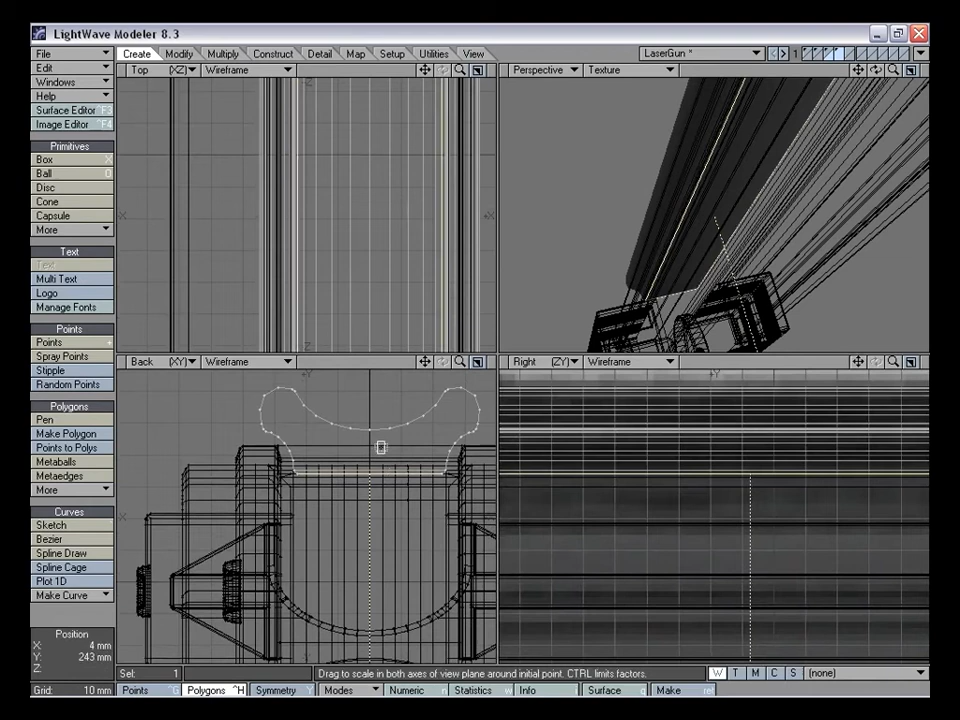 LightWave Modeler 8.3
File Create Modify Multiply Construct Detail Map Setup Utilities View LaserGun * 1
Edit Top (XZ) Wireframe Perspective Texture
Windows
Help
Surface Editor F3
Image Editor ^F4
Primitives
Box X
Ball O
Disc
Cone
Capsule
More
Text
Text
Multi Text
Logo
Manage Fonts
Points
Points +
Spray Points
Stipple Back (XY) Wireframe Right (ZY) Wireframe
Random Points
Polygons
Pen
Make Polygon
Points to Polys
Metaballs
Metaedges
More
Curves
Sketch
Bezier
Spline Draw
Spline Cage
Plot 1D
Make Curve
Position
X: 4 mm
Y: 243 mm
Z:
Sel: 1 Drag to scale in both axes of view plane around initial point. CTRL limits factors. W T M C S (none)
Grid: 10 mm Points ^G Polygons ^H Symmetry Y Modes Numeric n Statistics w Info i Surface q Make ret